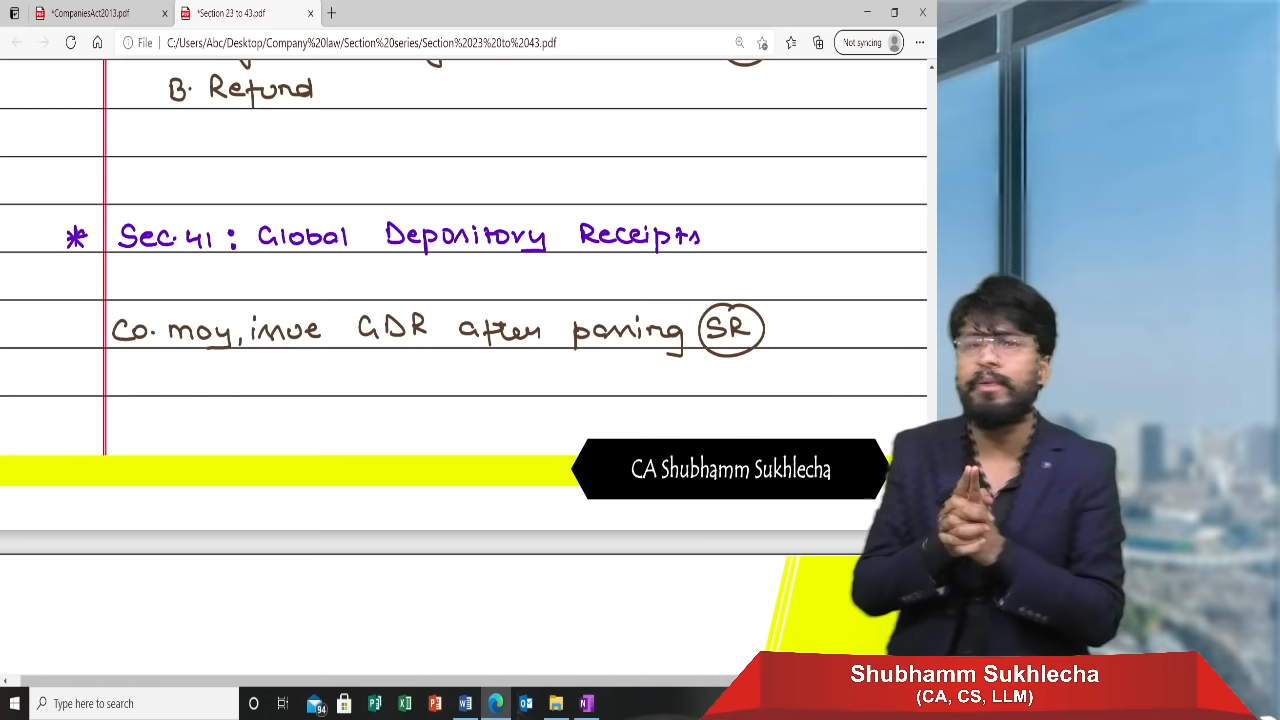 *CompaniesAct2013.pdf
*Section 23 to 43.pdf
File
C:/Users/Abc/Desktop/Company%20law/Section%20series/Section%2023%20to%2043.pdf
Not syncing
B. Refund
* Sec. 41 : Global Depository Receipts
Co. may, issue GDR after passing SR
CA Shubhamm Sukhlecha
Shubhamm Sukhlecha
(CA, CS, LLM)
Type here to search
94